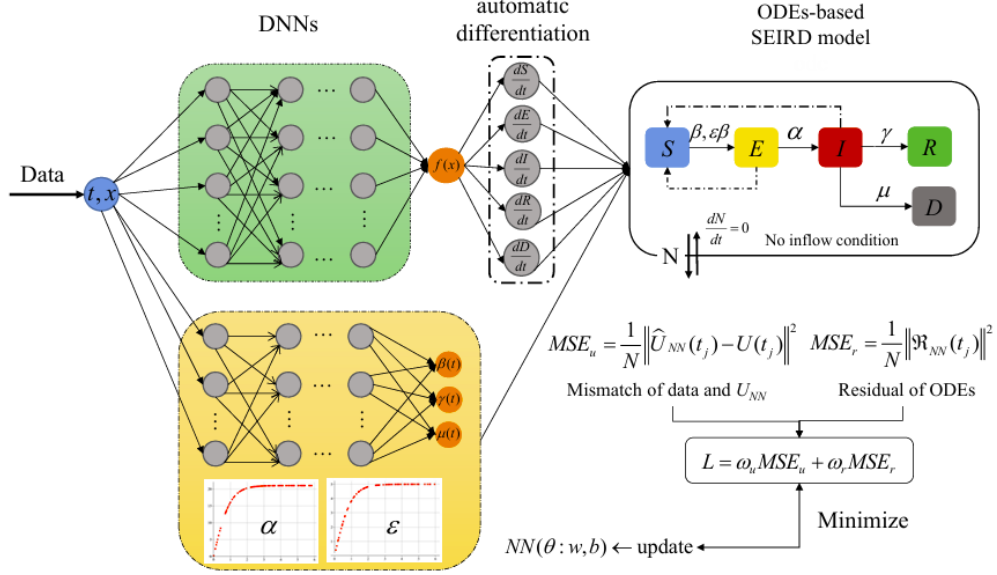 DNNs
automatic
differentiation
ODEs-based
SEIRD model
Data
t, x
⋯ ⋯
⋮ ⋮ ⋮
f(x)
dS/dt
dE/dt
dI/dt
dR/dt
dD/dt
S β, εβ E α I γ R
μ
D
N dN/dt = 0
No inflow condition
⋯ ⋯
⋮ ⋮ ⋮
β(t)
γ(t)
μ(t)
α
ε
MSE_u = 1/N ‖Û_NN(t_j) − U(t_j)‖² MSE_r = 1/N ‖ℜ_NN(t_j)‖²
Mismatch of data and U_NN Residual of ODEs
L = ω_u MSE_u + ω_r MSE_r
Minimize
NN(θ : w, b) ← update